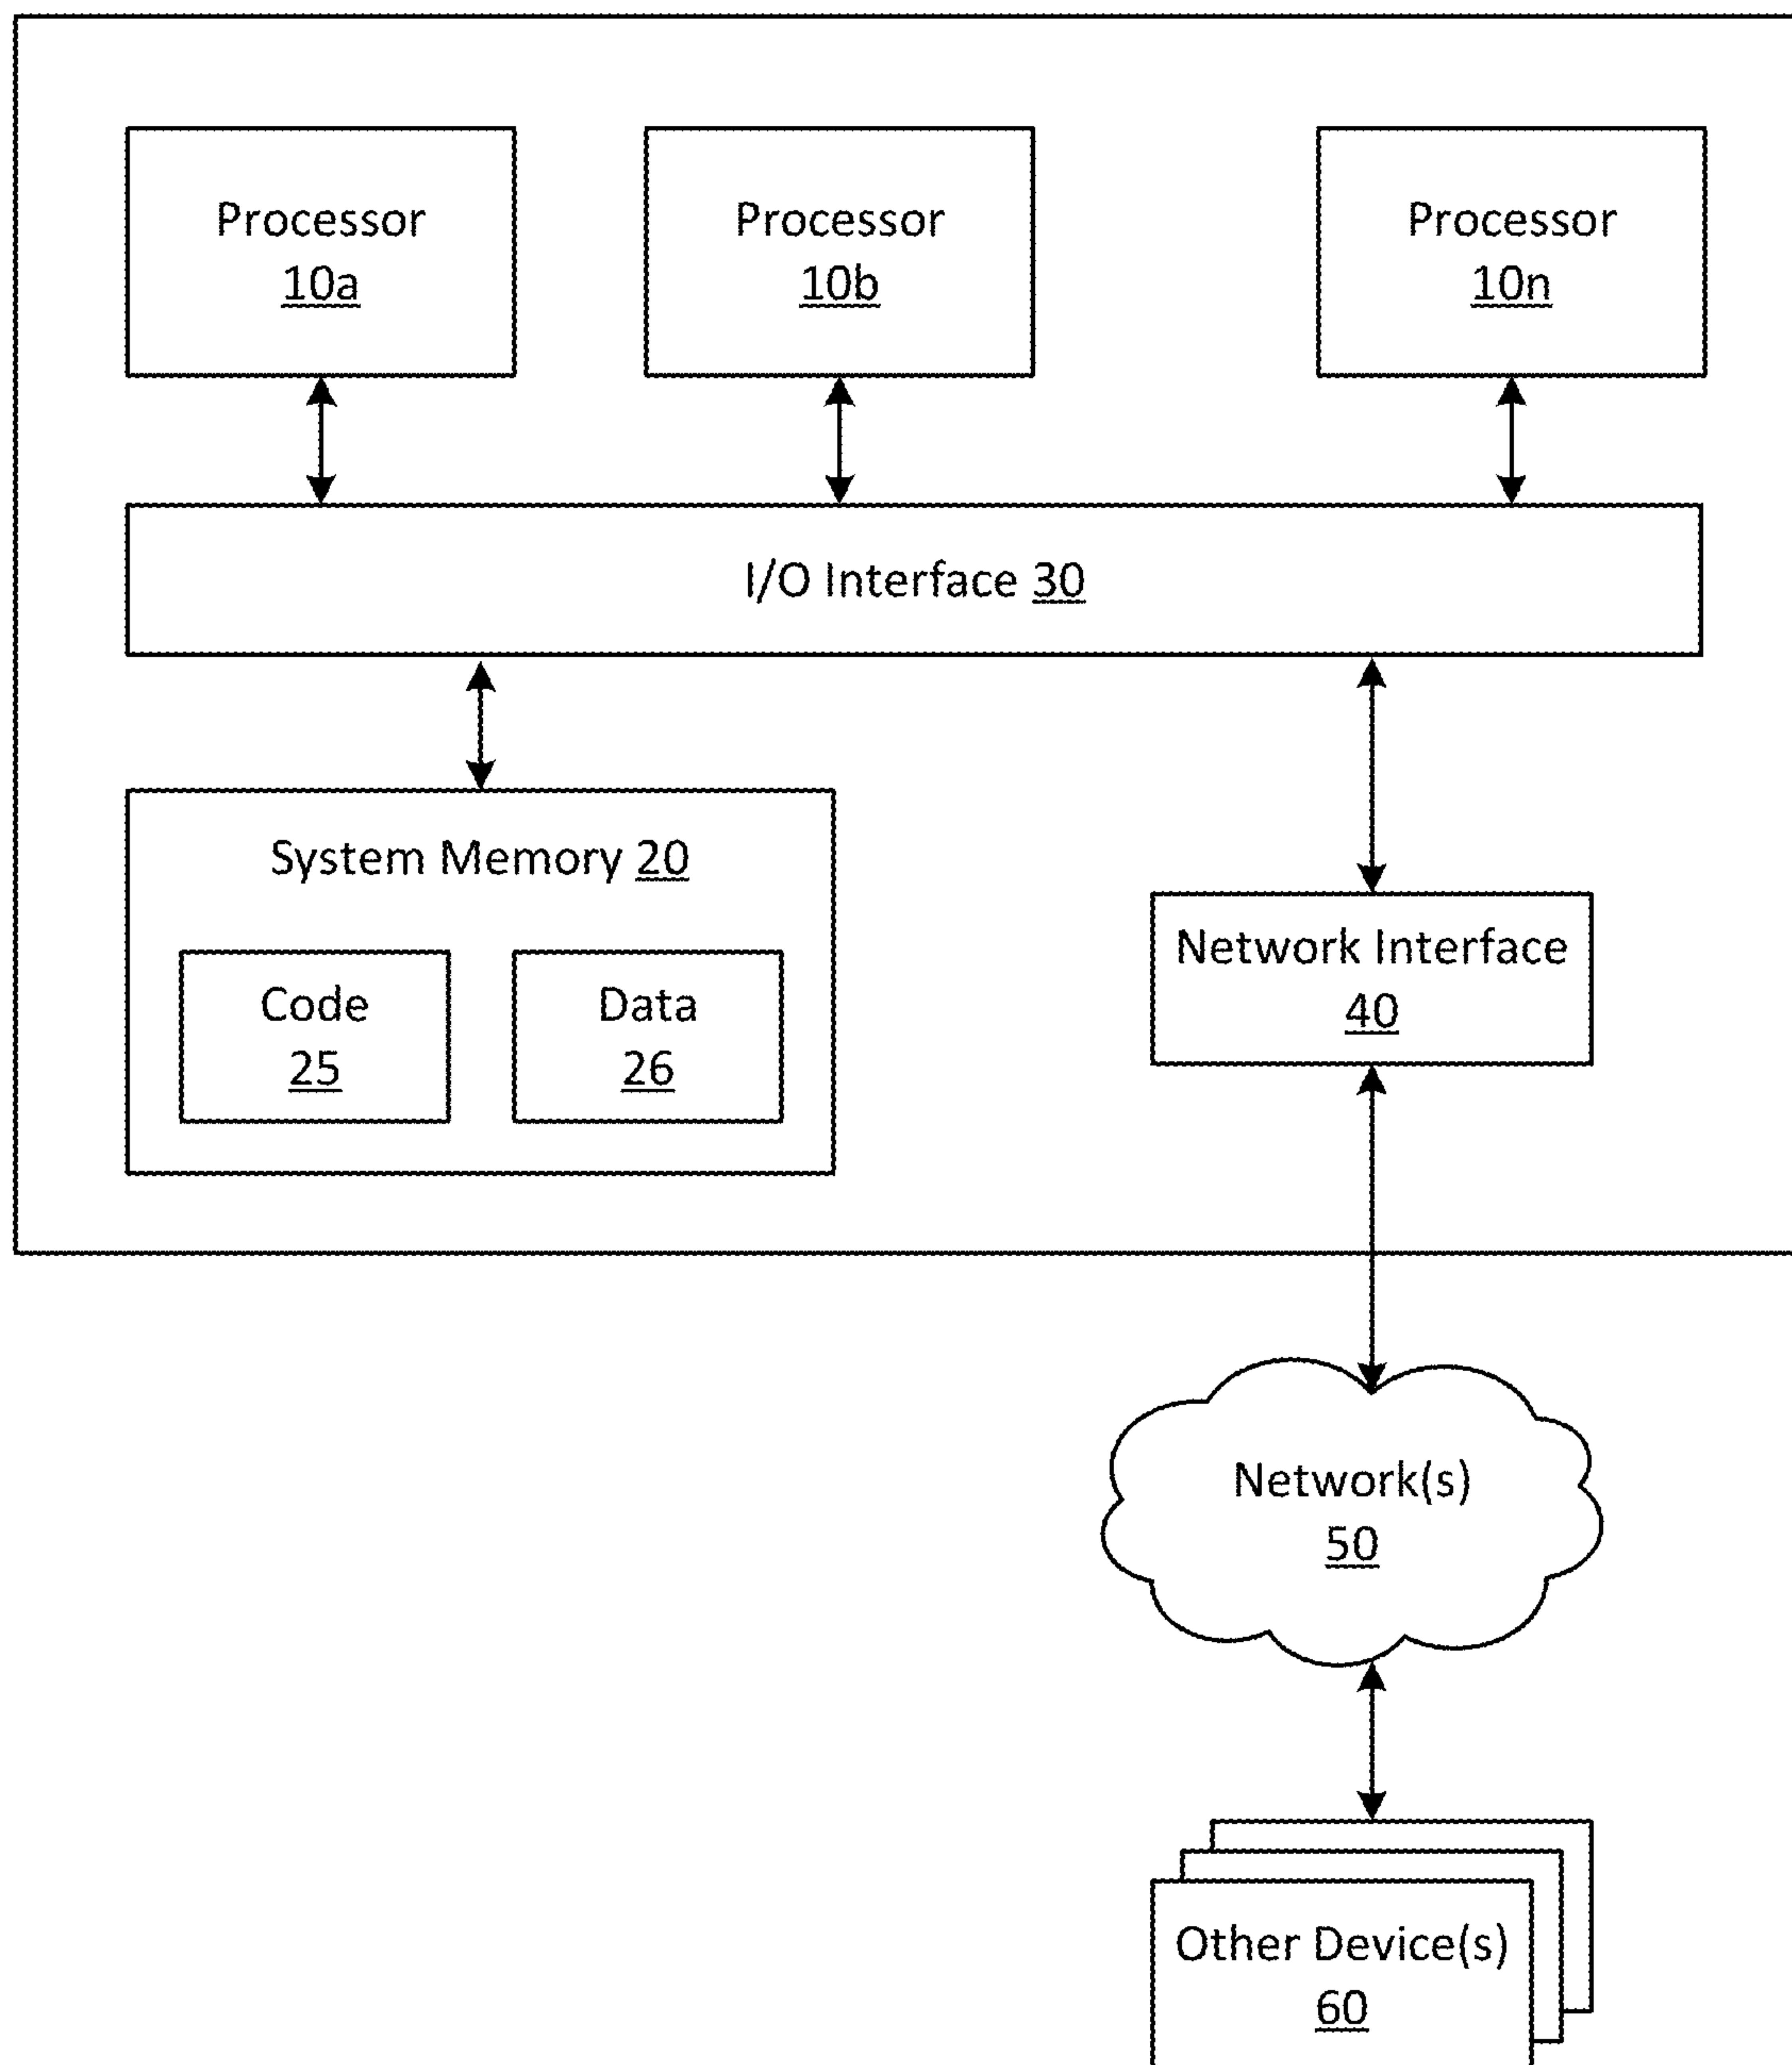 Processor
10a
Processor
10b
Processor
10n
I/O Interface 30
System Memory 20
Code
25
Data
26
Network Interface
40
Network(s)
50
Other Device(s)
60